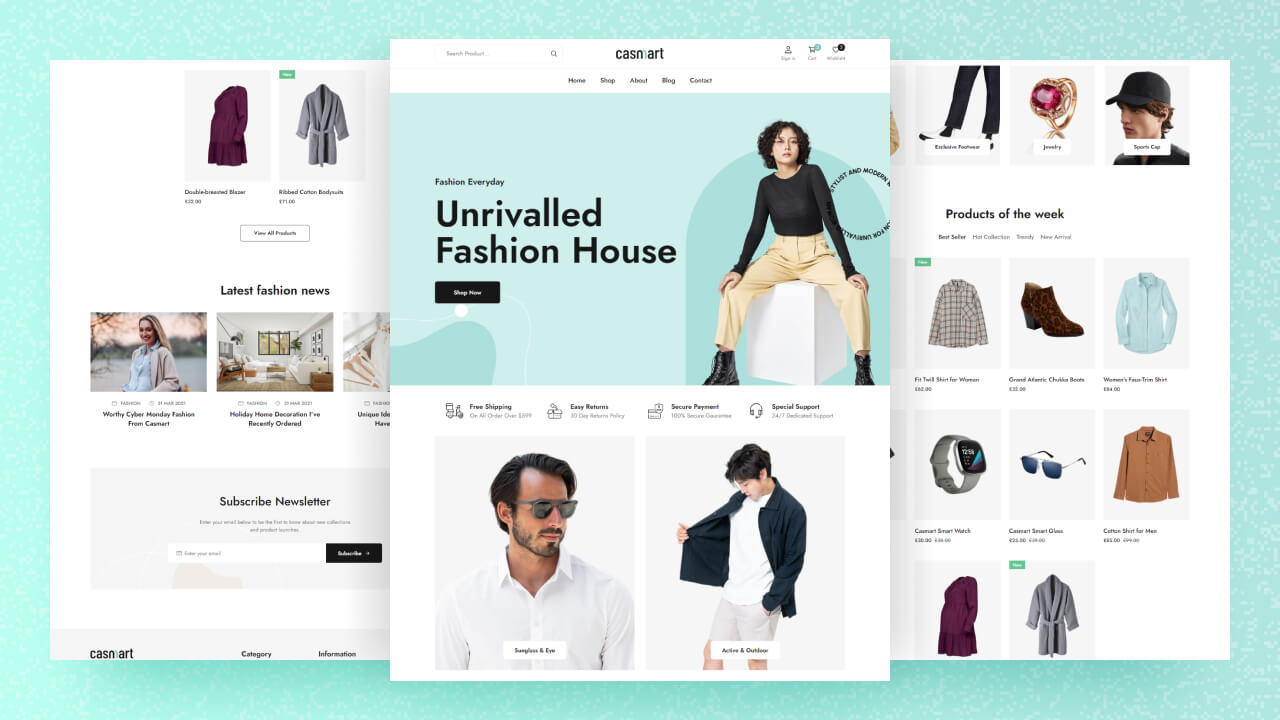 New
Double-breasted Blazer
£32.00
Ribbed Cotton Bodysuits
£71.00
View All Products
Latest fashion news
FASHION 31 MAR 2021
Worthy Cyber Monday Fashion
From Casmart
FASHION 31 MAR 2021
Holiday Home Decoration I've
Recently Ordered
Unique Ide
Have
Subscribe Newsletter
Enter your email below to be the first to know about new collections
and product launches.
Enter your email
Subscribe →
casmart
Category
Information
Search Product...
casmart
Sign in
Cart
Wishlist
Home
Shop
About
Blog
Contact
Fashion Everyday
Unrivalled
Fashion House
Shop Now
STYLIST AND MODERN
ION FOR UNRIVALL
Free Shipping
On All Order Over $599
Easy Returns
30 Day Returns Policy
Secure Payment
100% Secure Gaurantee
Special Support
24/7 Dedicated Support
Sunglass & Eye
Active & Outdoor
Exclusive Footwear
Jewelry
Sports Cap
Products of the week
Best Seller
Hot Collection
Trendy
New Arrival
New
Fit Twill Shirt for Woman
£62.00
Grand Atlantic Chukka Boots
£32.00
Women's Faux-Trim Shirt
£84.00
12:58
Casmart Smart Watch
£30.00 £38.00
Casmart Smart Glass
£25.00 £39.00
Cotton Shirt for Men
£85.00 £99.00
New